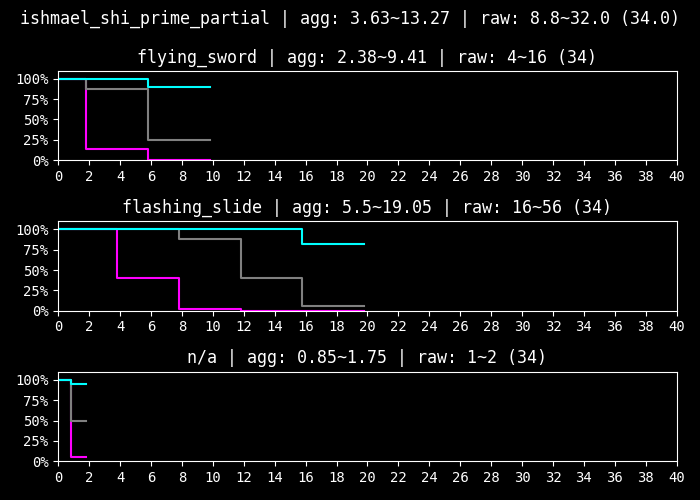 ishmael_shi_prime_partial | agg: 3.63~13.27 | raw: 8.8~32.0 (34.0)
flying_sword | agg: 2.38~9.41 | raw: 4~16 (34)
100%
75%
50%
25%
0%
0 2 4 6 8 10 12 14 16 18 20 22 24 26 28 30 32 34 36 38 40
flashing_slide | agg: 5.5~19.05 | raw: 16~56 (34)
100%
75%
50%
25%
0%
0 2 4 6 8 10 12 14 16 18 20 22 24 26 28 30 32 34 36 38 40
n/a | agg: 0.85~1.75 | raw: 1~2 (34)
100%
75%
50%
25%
0%
0 2 4 6 8 10 12 14 16 18 20 22 24 26 28 30 32 34 36 38 40